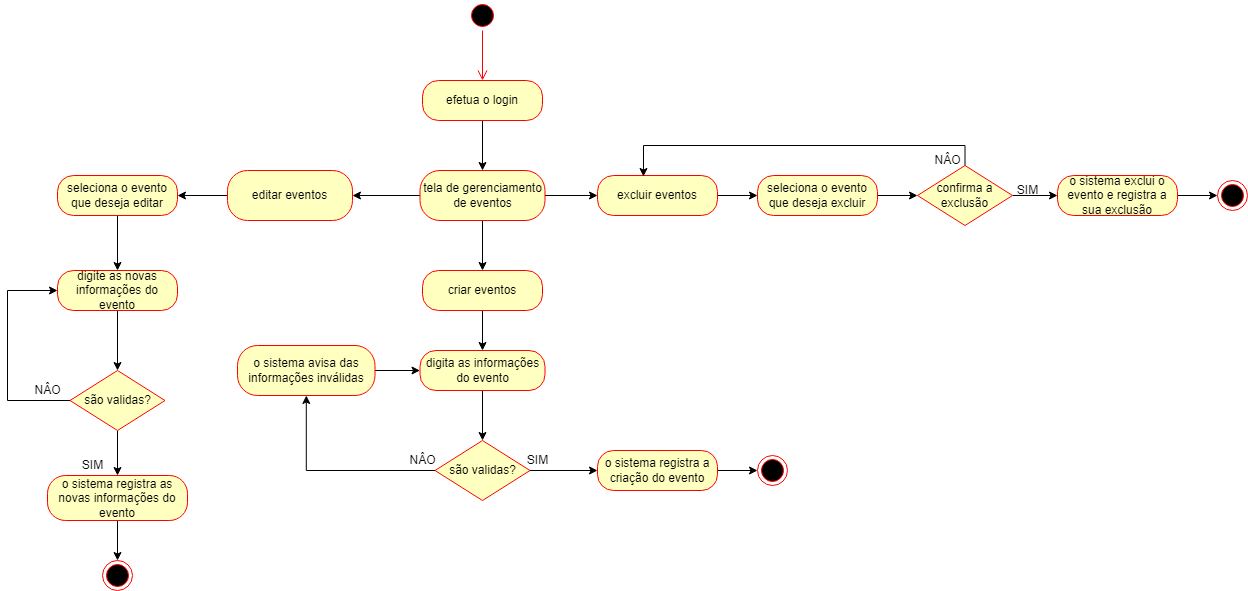 efetua o login
NÂO
seleciona o evento
que deseja editar
editar eventos
tela de gerenciamento
de eventos
excluir eventos
seleciona o evento
que deseja excluir
confirma a
exclusão
SIM
o sistema exclui o
evento e registra a
sua exclusão
digite as novas
informações do
evento
criar eventos
o sistema avisa das
informações inválidas
digita as informações
do evento
NÂO
são validas?
NÂO
são validas?
SIM
o sistema registra a
criação do evento
SIM
o sistema registra as
novas informações do
evento